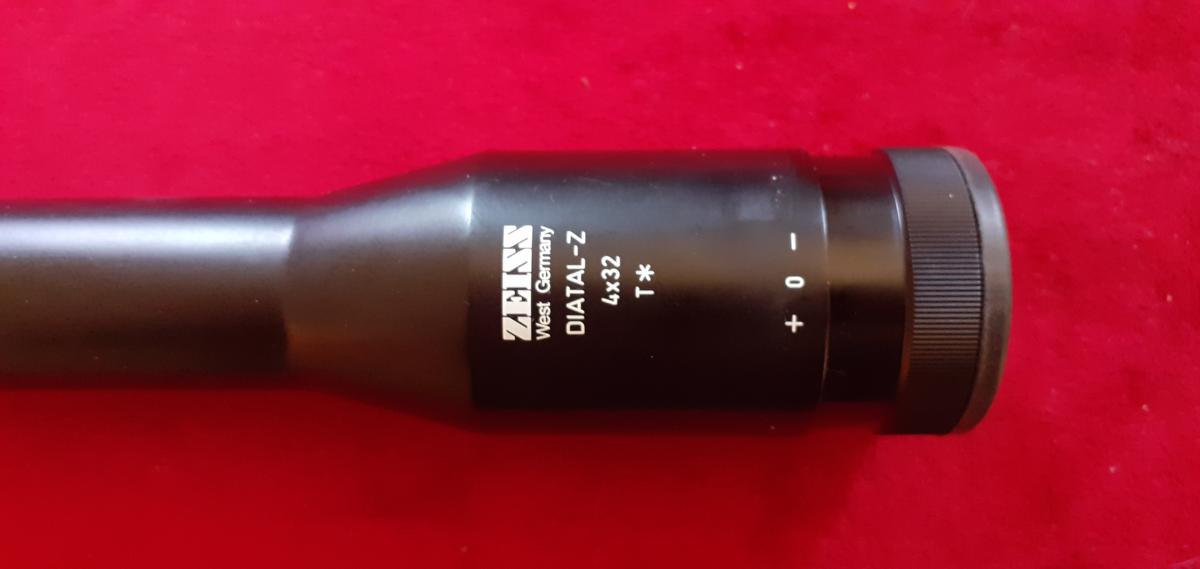 ZEISS
West Germany
DIATAL-Z
4x32
T*
+ 0 -